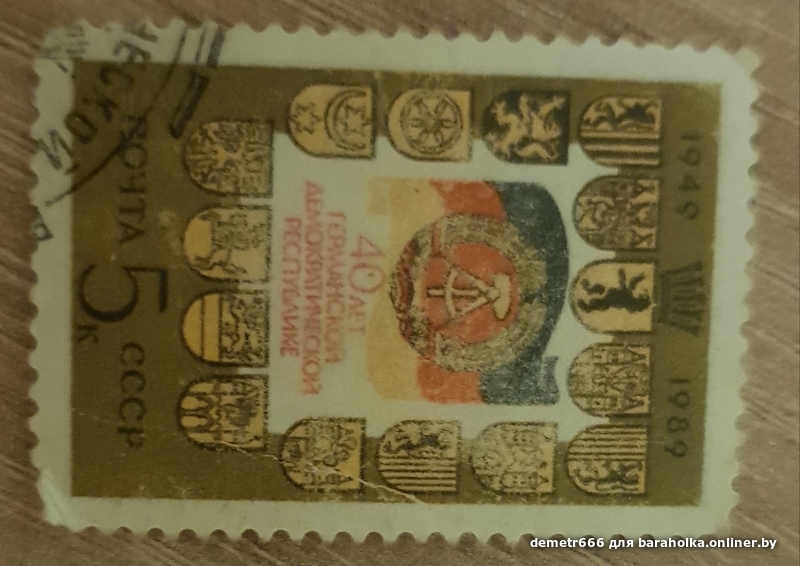 1949 1989
40 ЛЕТ
ГЕРМАНСКОЙ
ДЕМОКРАТИЧЕСКОЙ
РЕСПУБЛИКЕ
ПОЧТА 5к СССР
demetr666 для baraholka.onliner.by